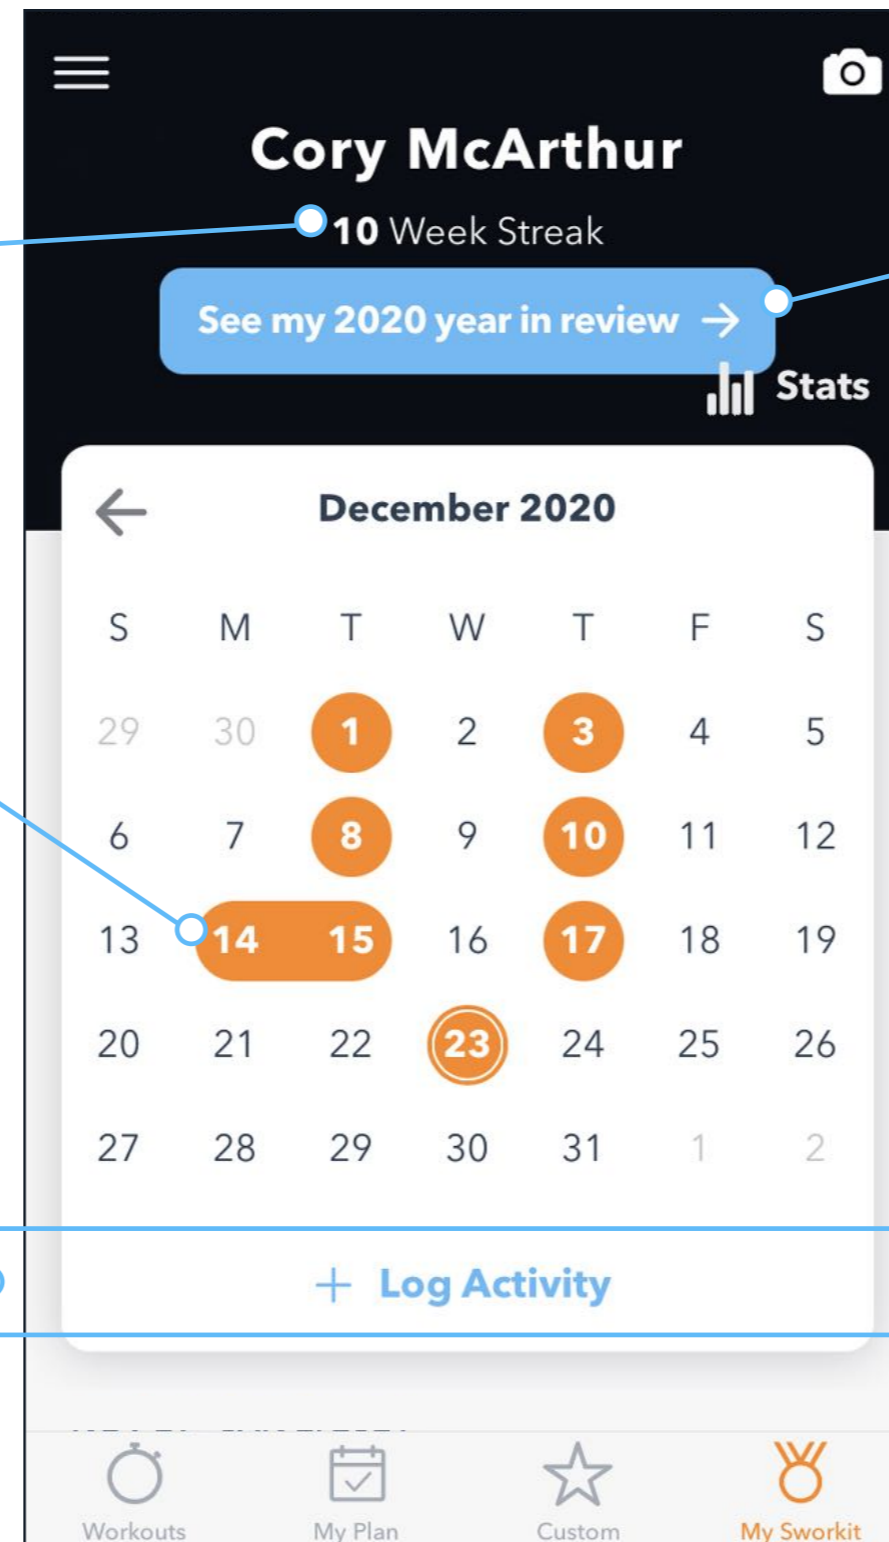 Cory McArthur
10 Week Streak
See my 2020 year in review →
Stats
December 2020
S M T W T F S
29 30 1 2 3 4 5
6 7 8 9 10 11 12
13 14 15 16 17 18 19
20 21 22 23 24 25 26
27 28 29 30 31 1 2
+ Log Activity
Workouts My Plan Custom My Sworkit